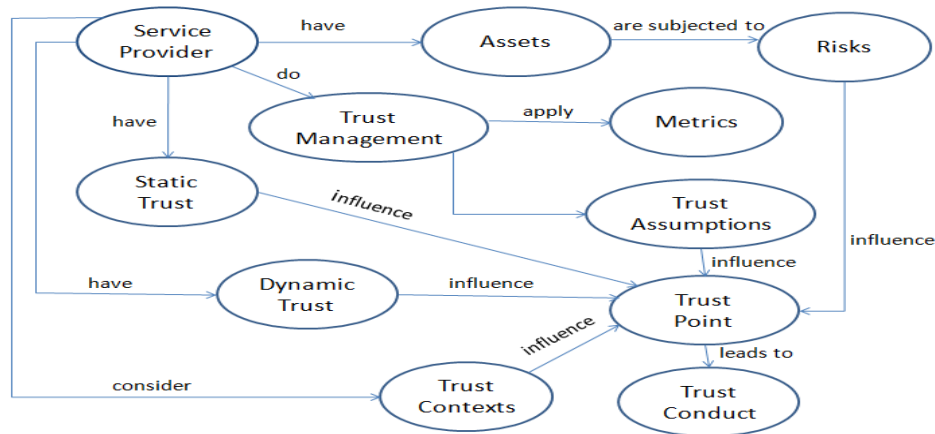 Service
Provider
have
Assets
are subjected to
Risks
do
Trust
Management
apply
Metrics
have
Static
Trust
influence
Trust
Assumptions
influence
influence
have
Dynamic
Trust
influence
Trust
Point
influence
leads to
consider
Trust
Contexts
Trust
Conduct